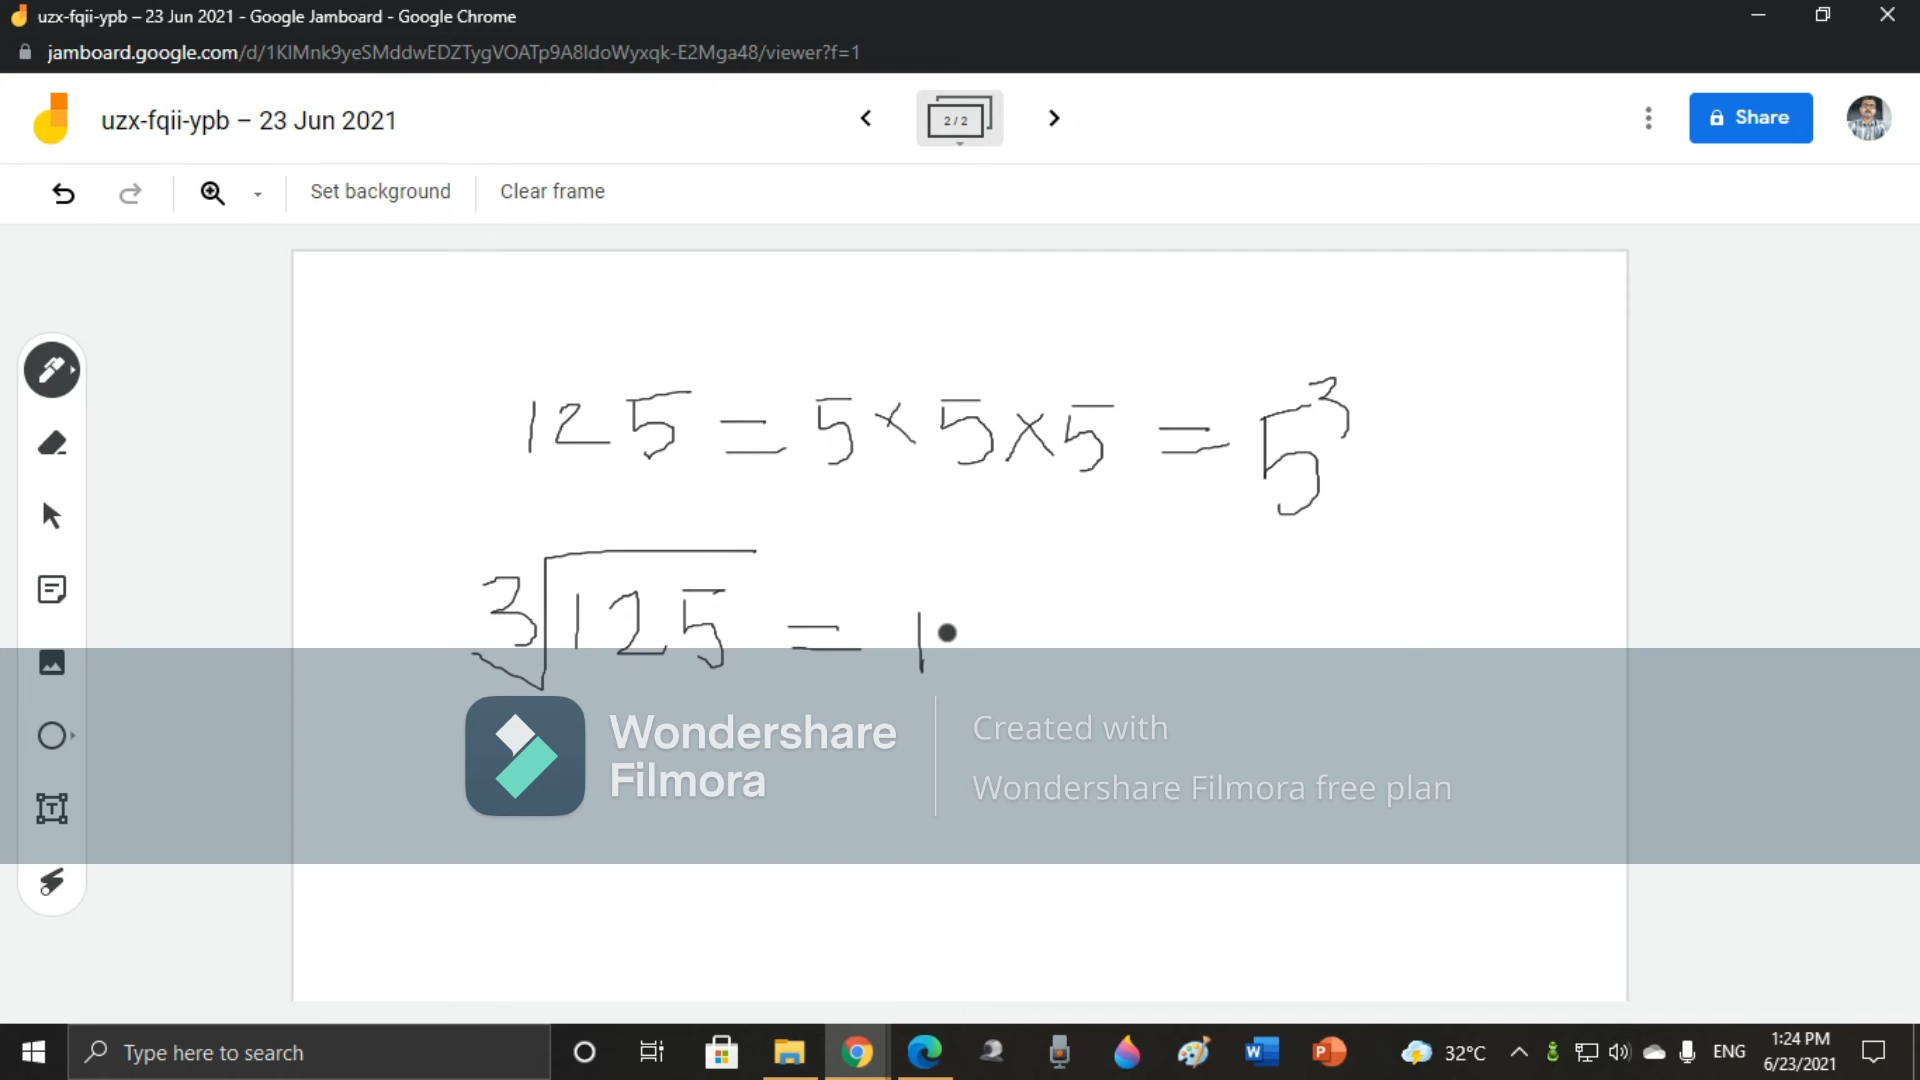 uzx-fqii-ypb – 23 Jun 2021 - Google Jamboard - Google Chrome
jamboard.google.com/d/1KlMnk9yeSMddwEDZTygVOATp9A8IdoWyxqk-E2Mga48/viewer?f=1
uzx-fqii-ypb – 23 Jun 2021
2 / 2
Share
Set background
Clear frame
125 = 5 × 5 × 5 = 5³
∛125 = 1
Wondershare Filmora
Created with
Wondershare Filmora free plan
Type here to search
32°C
ENG
1:24 PM
6/23/2021